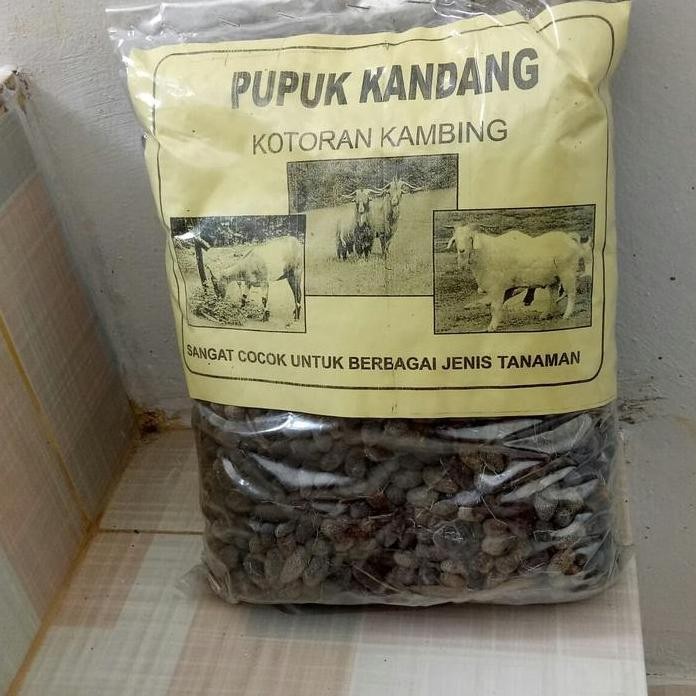 PUPUK KANDANG
KOTORAN KAMBING
SANGAT COCOK UNTUK BERBAGAI JENIS TANAMAN